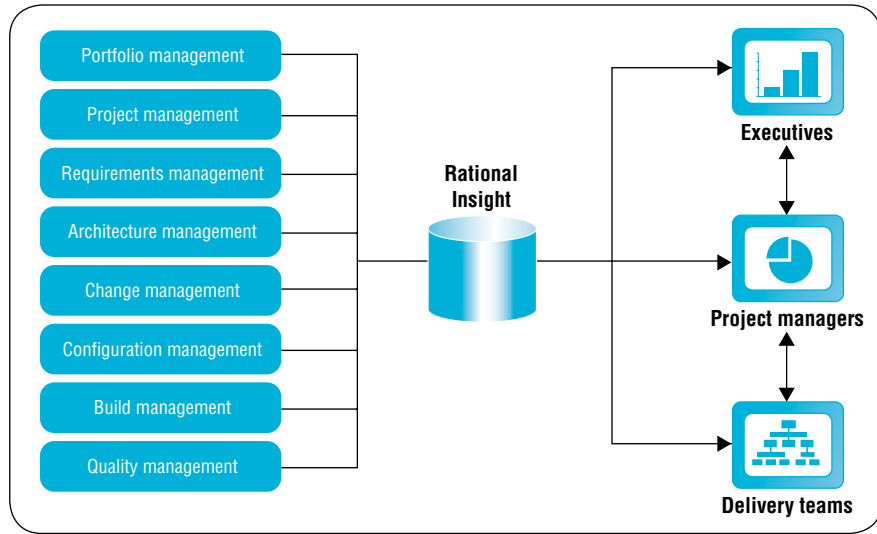 Portfolio management
Project management
Requirements management
Architecture management
Change management
Configuration management
Build management
Quality management
Rational
Insight
Executives
Project managers
Delivery teams